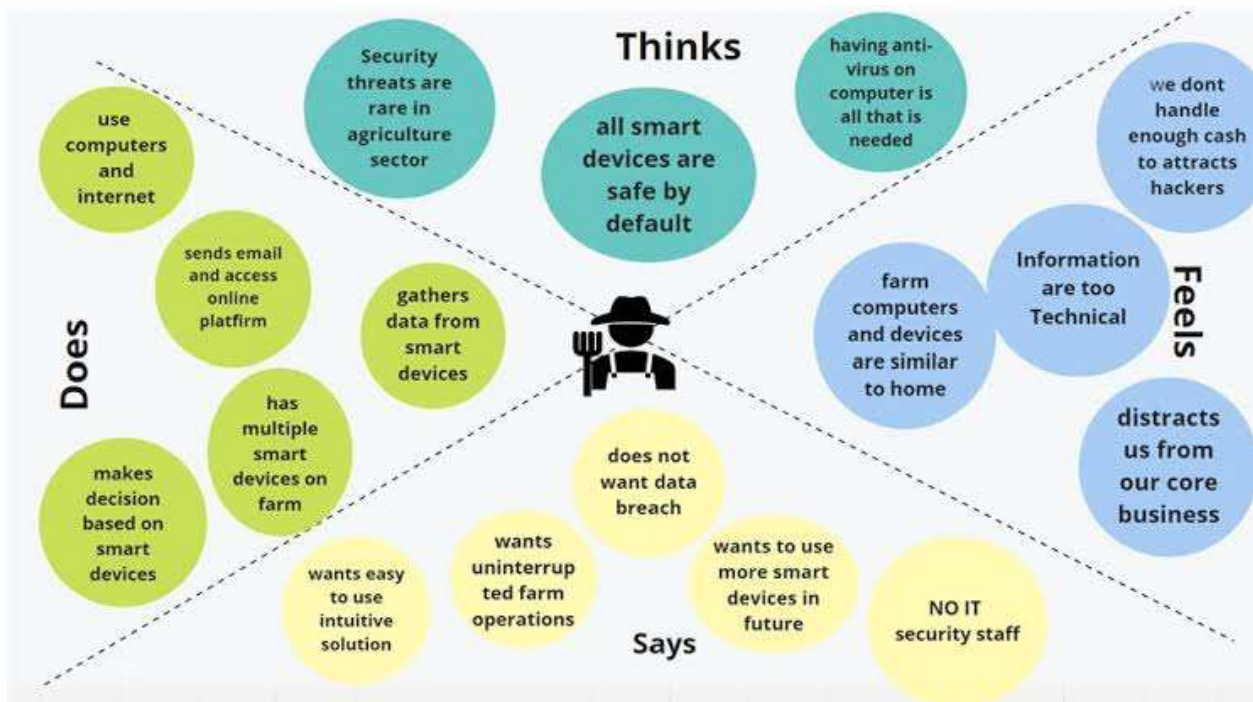 Thinks
Security
threats are
rare in
agriculture
sector
all smart
devices are
safe by
default
having anti-
virus on
computer is
all that is
needed
Does
use
computers
and
internet
sends email
and access
online
platfirm
gathers
data from
smart
devices
has
multiple
smart
devices on
farm
makes
decision
based on
smart
devices
Feels
we dont
handle
enough cash
to attracts
hackers
Information
are too
Technical
farm
computers
and devices
are similar
to home
distracts
us from
our core
business
does not
want data
breach
wants easy
to use
intuitive
solution
wants
uninterrup
ted farm
operations
wants to use
more smart
devices in
future
NO IT
security staff
Says